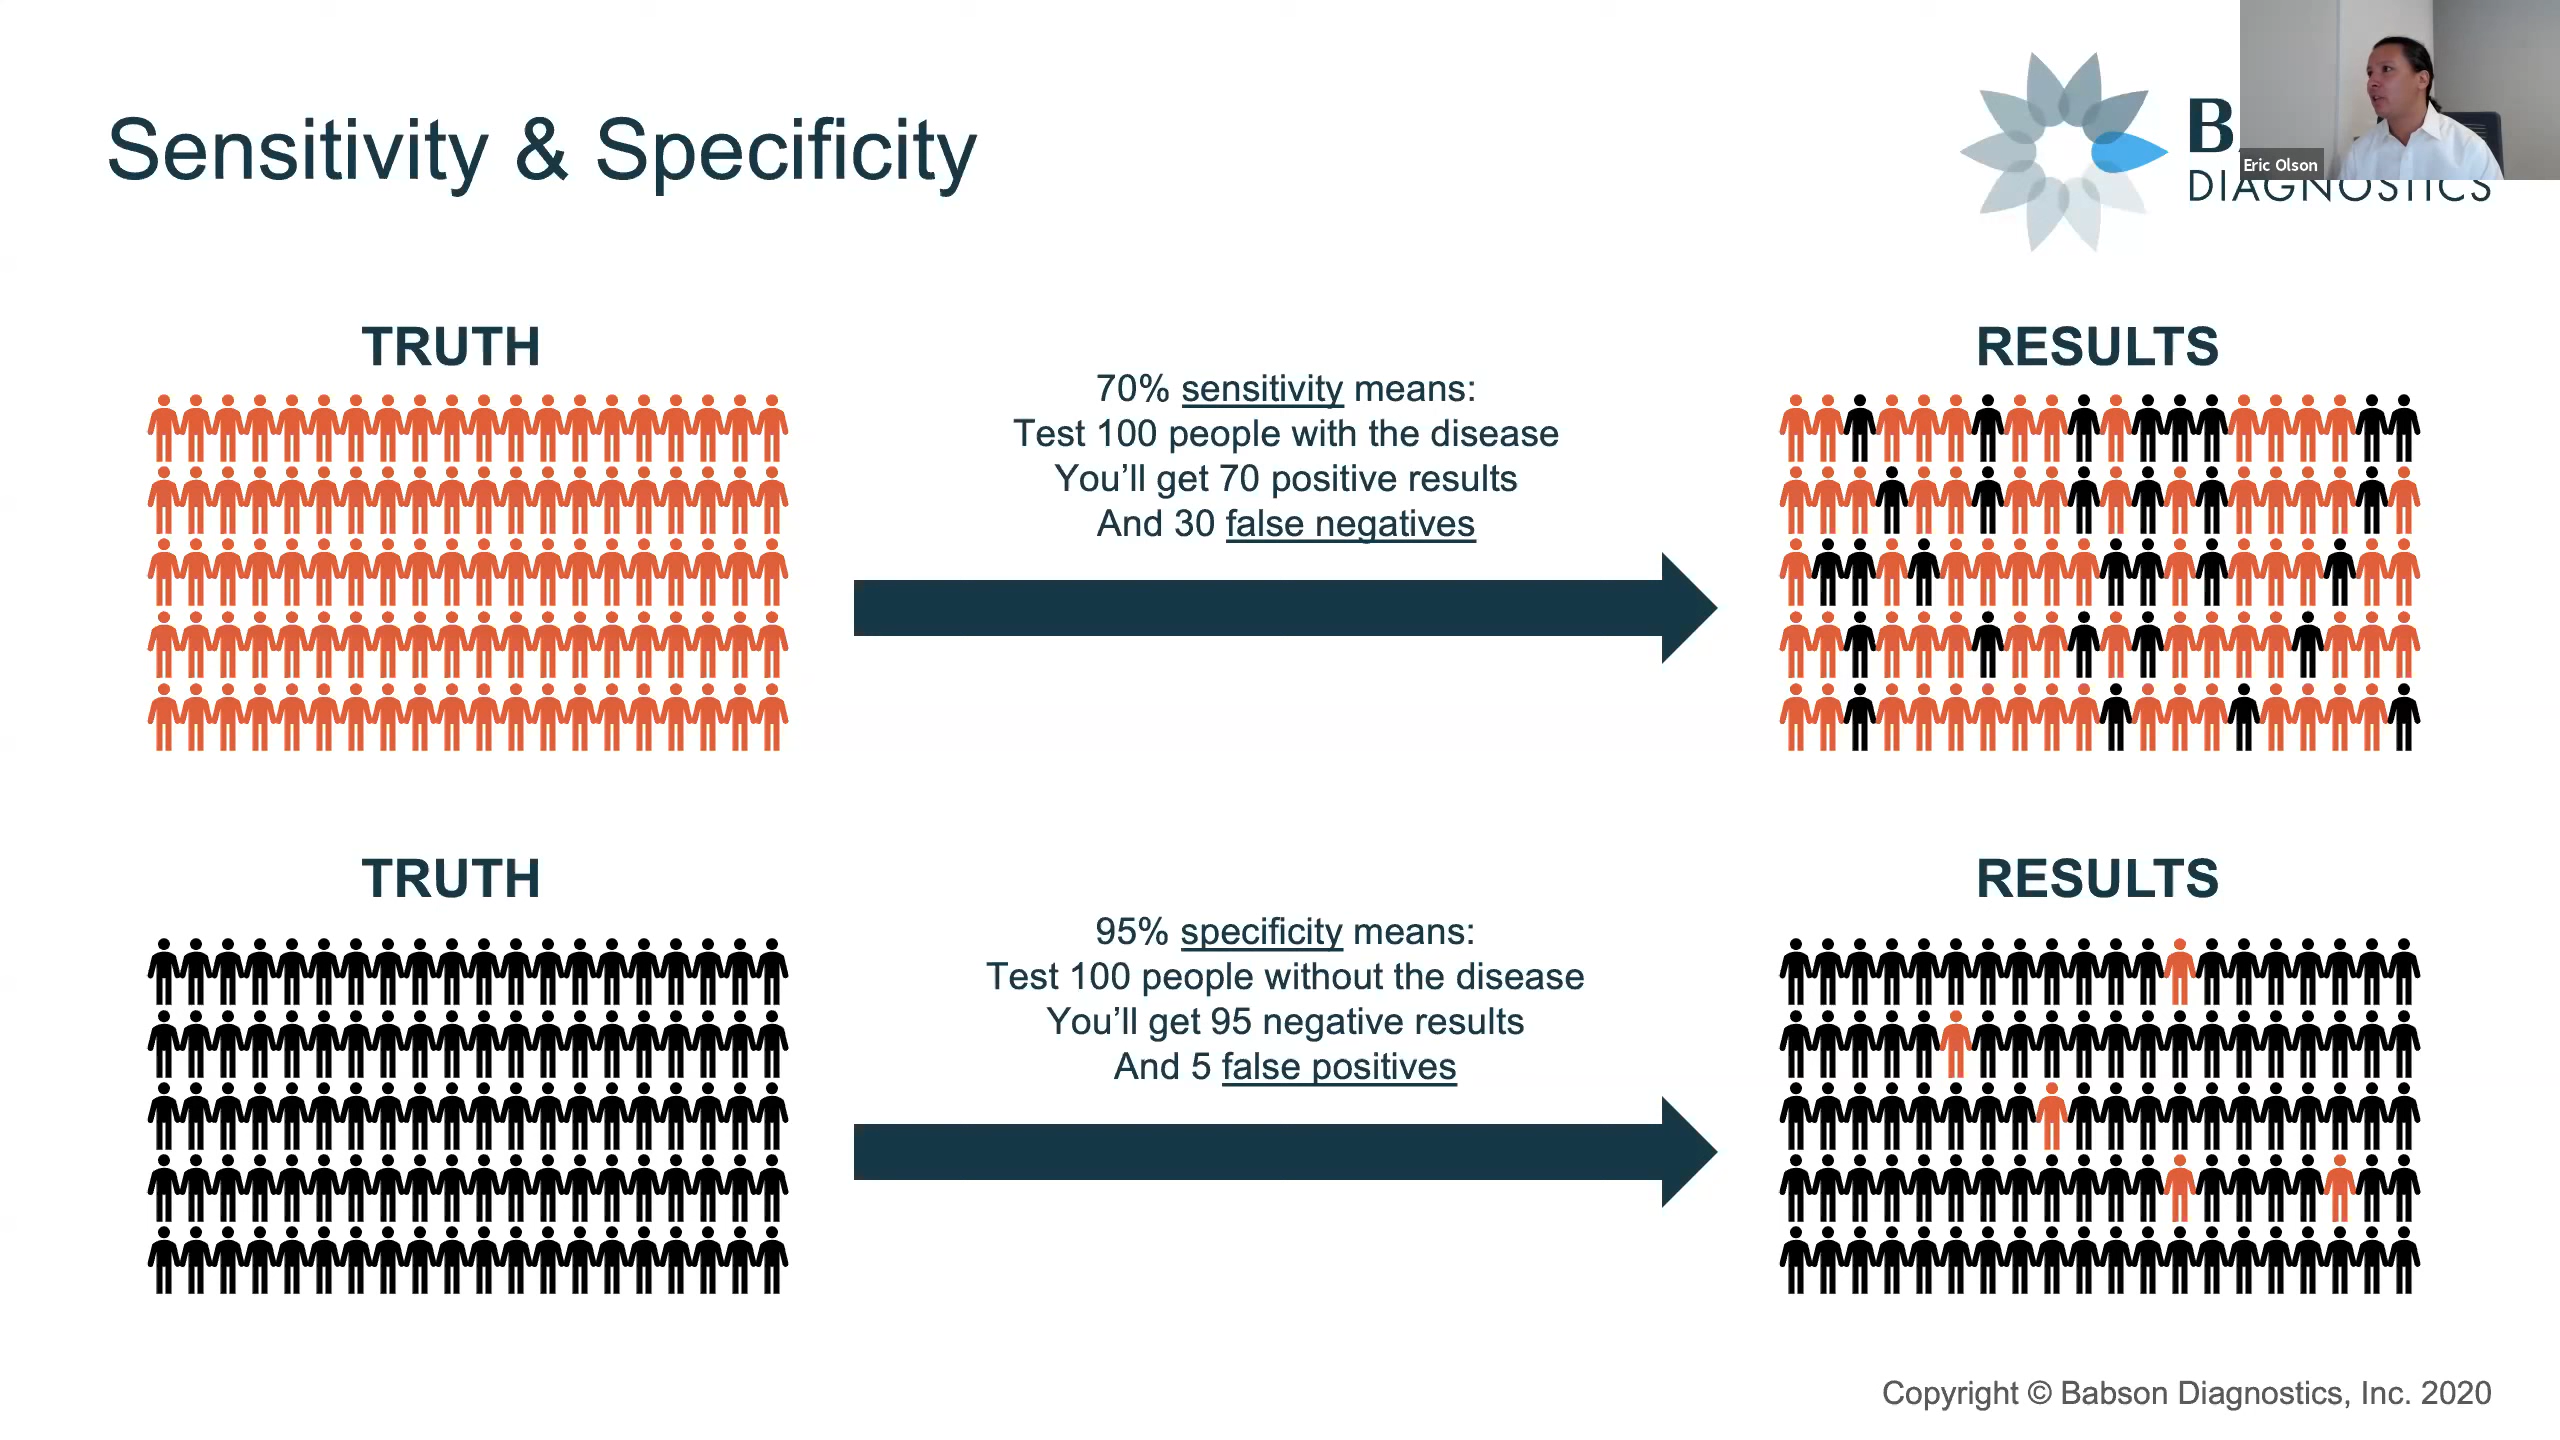 Sensitivity & Specificity
Eric Olson
DIAGNOSTICS
TRUTH
70% sensitivity means:
Test 100 people with the disease
You’ll get 70 positive results
And 30 false negatives
RESULTS
TRUTH
95% specificity means:
Test 100 people without the disease
You’ll get 95 negative results
And 5 false positives
RESULTS
Copyright © Babson Diagnostics, Inc. 2020